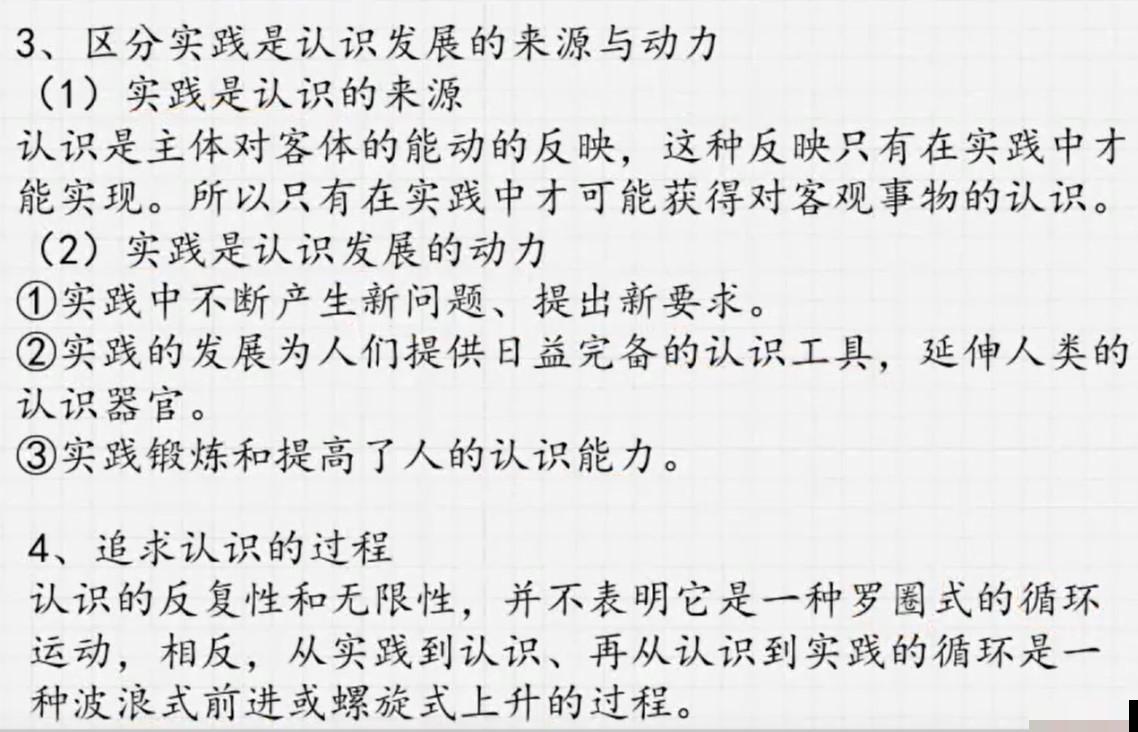 3、区分实践是认识发展的来源与动力
（1）实践是认识的来源
认识是主体对客体的能动的反映，这种反映只有在实践中才
能实现。所以只有在实践中才可能获得对客观事物的认识。
（2）实践是认识发展的动力
①实践中不断产生新问题、提出新要求。
②实践的发展为人们提供日益完备的认识工具，延伸人类的
认识器官。
③实践锻炼和提高了人的认识能力。
4、追求认识的过程
认识的反复性和无限性，并不表明它是一种罗圈式的循环
运动，相反，从实践到认识、再从认识到实践的循环是一
种波浪式前进或螺旋式上升的过程。